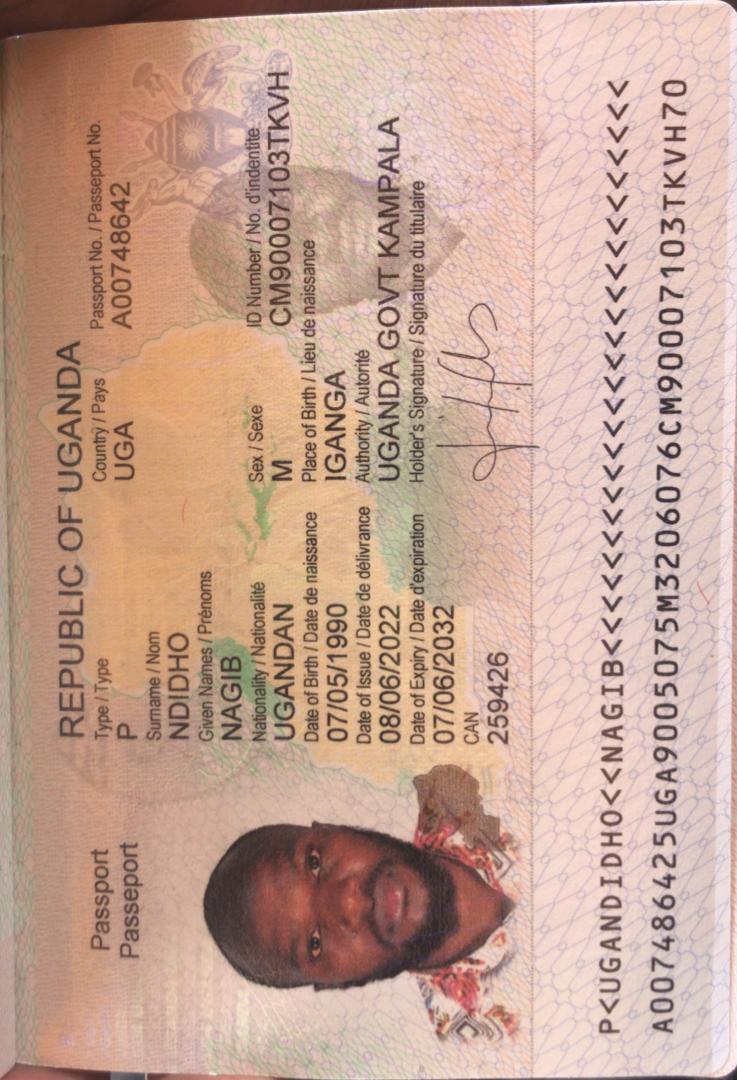 REPUBLIC OF UGANDA
Passport
Passeport
Type / Type
P
Country / Pays
UGA
Passport No. / Passeport No.
A00748642
Surname / Nom
NDIDHO
Given Names / Prénoms
NAGIB
Nationality / Nationalité
UGANDAN
Sex / Sexe
M
ID Number / No. d'indentite
CM90007103TKVH
Date of Birth / Date de naissance
07/05/1990
Place of Birth / Lieu de naissance
IGANGA
Date of Issue / Date de délivrance
08/06/2022
Authority / Autorité
UGANDA GOVT KAMPALA
Date of Expiry / Date d'expiration
07/06/2032
Holder's Signature / Signature du titulaire
CAN
259426
P<UGANDIDHO<<NAGIB<<<<<<<<<<<<<<<<<<<<<<<<<<
A007486425UGA9005075M3206076CM90007103TKVH70